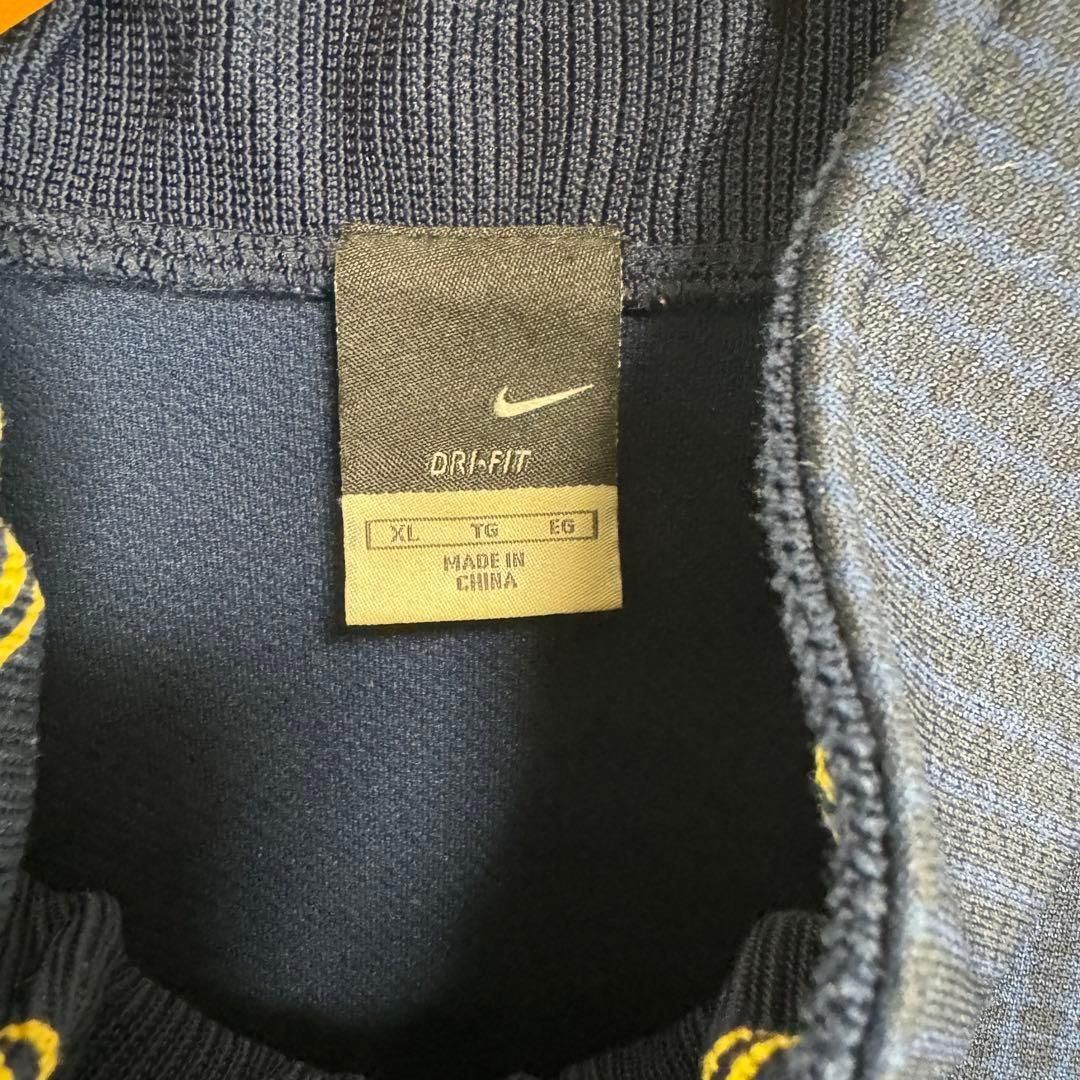 DRI-FIT
XL TG EG
MADE IN
CHINA